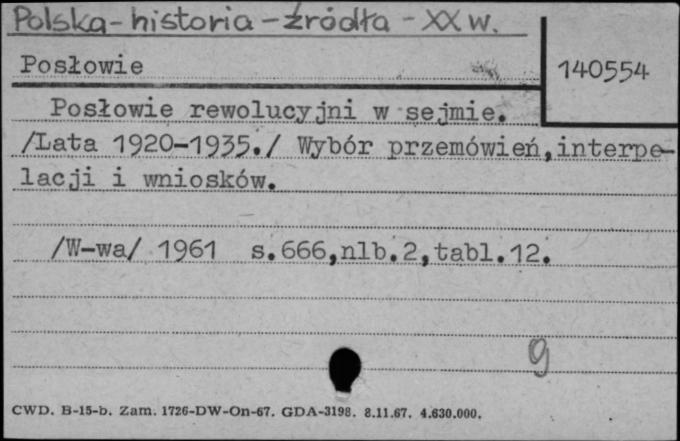 Polska - historia - źródła - XX w.
Posłowie
140554
Posłowie rewolucyjni w sejmie.
/Lata 1920-1935./ Wybór przemówień,interpe-
lacji i wniosków.
/W-wa/ 1961 s.666,nlb.2,tabl.12.
g
CWD. B-15-b. Zam. 1726-DW-On-67. GDA-3198. 8.11.67. 4.630.000.